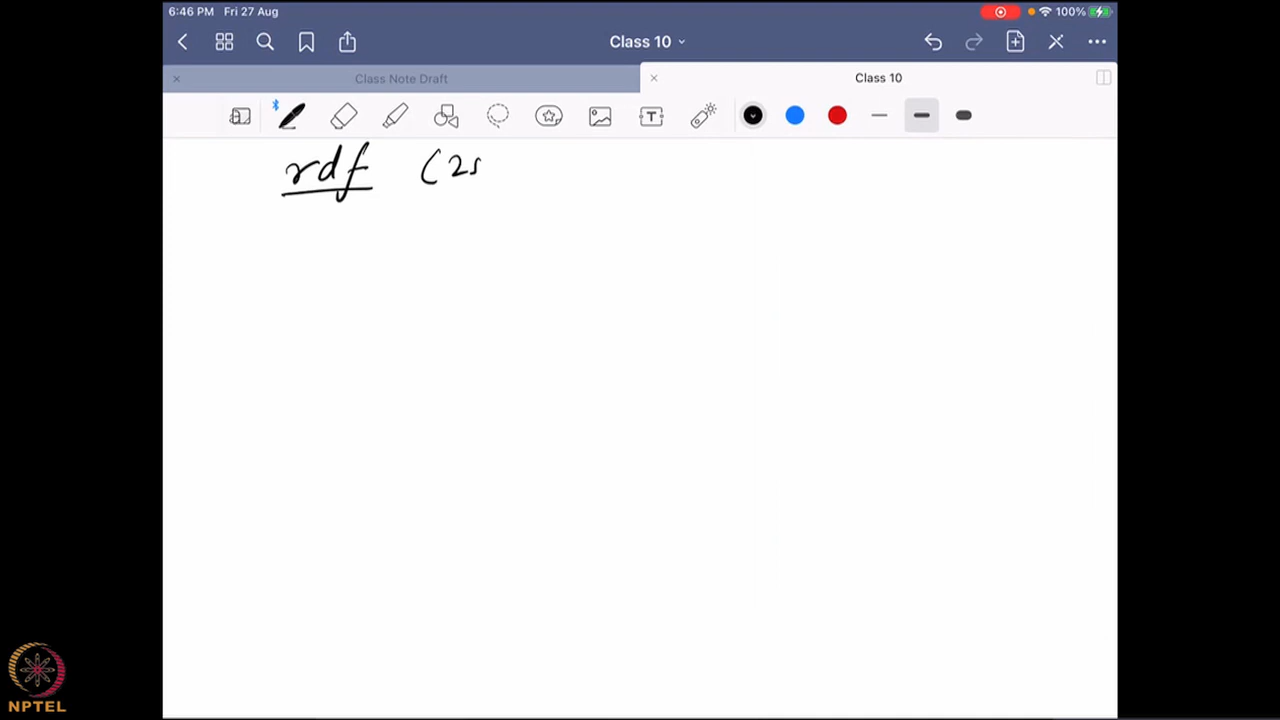 6:46 PM Fri 27 Aug 100%
Class 10
Class Note Draft Class 10
T
rdf (2s
NPTEL